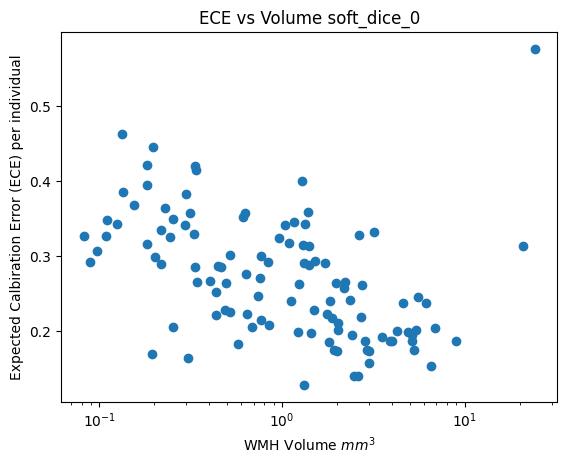 ECE vs Volume soft_dice_0
Expected Calbiration Error (ECE) per individual
0.5
0.4
0.3
0.2
10⁻¹
10⁰
10¹
WMH Volume mm³